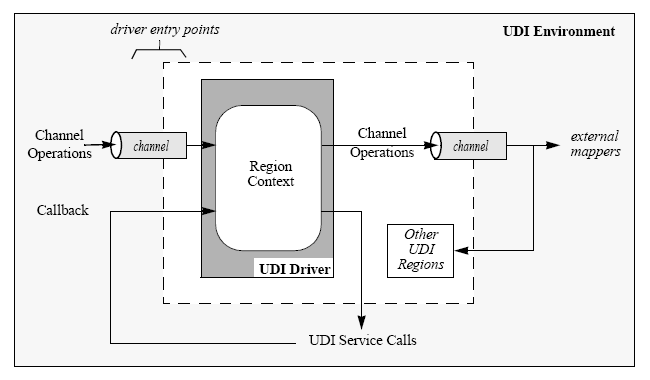 driver entry points
UDI Environment
Channel
Operations
channel
Region
Context
Channel
Operations
channel
external
mappers
Callback
Other
UDI
Regions
UDI Driver
UDI Service Calls